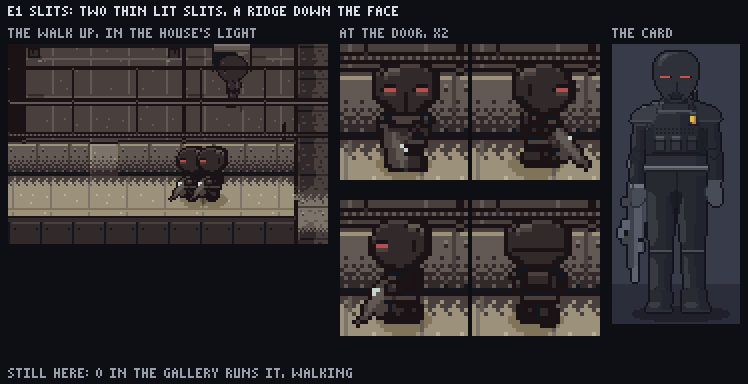 E1 SLITS: TWO THIN LIT SLITS, A RIDGE DOWN THE FACE
THE WALK UP, IN THE HOUSE'S LIGHT
AT THE DOOR, X2
THE CARD
STILL HERE: O IN THE GALLERY RUNS IT, WALKING